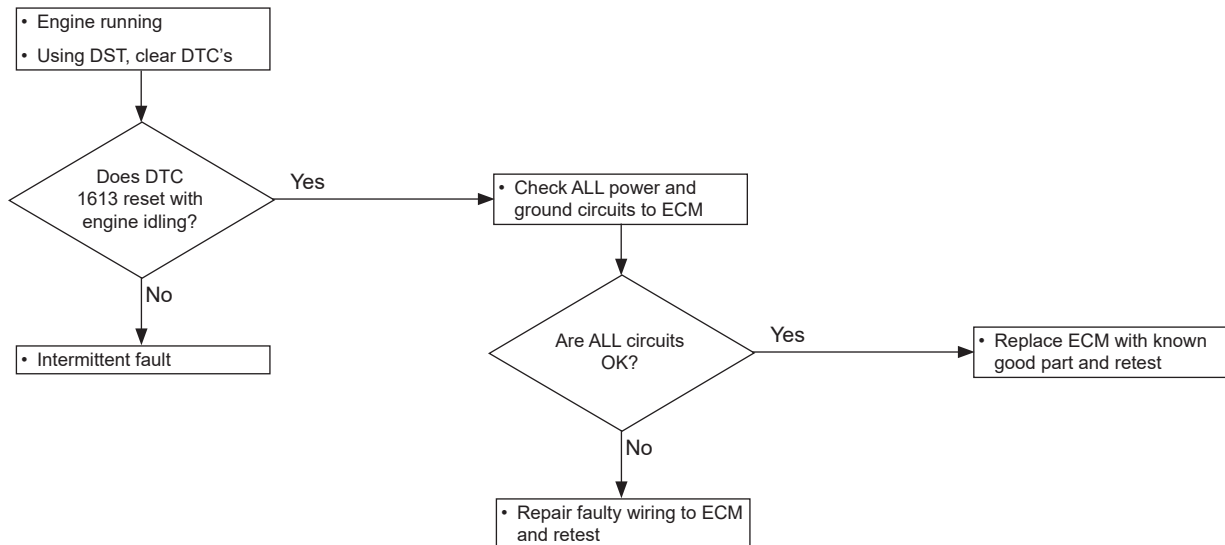 • Engine running
• Using DST, clear DTC's
Does DTC
1613 reset with
engine idling?
Yes
• Check ALL power and
ground circuits to ECM
No
• Intermittent fault
Are ALL circuits
OK?
Yes
• Replace ECM with known
good part and retest
No
• Repair faulty wiring to ECM
and retest